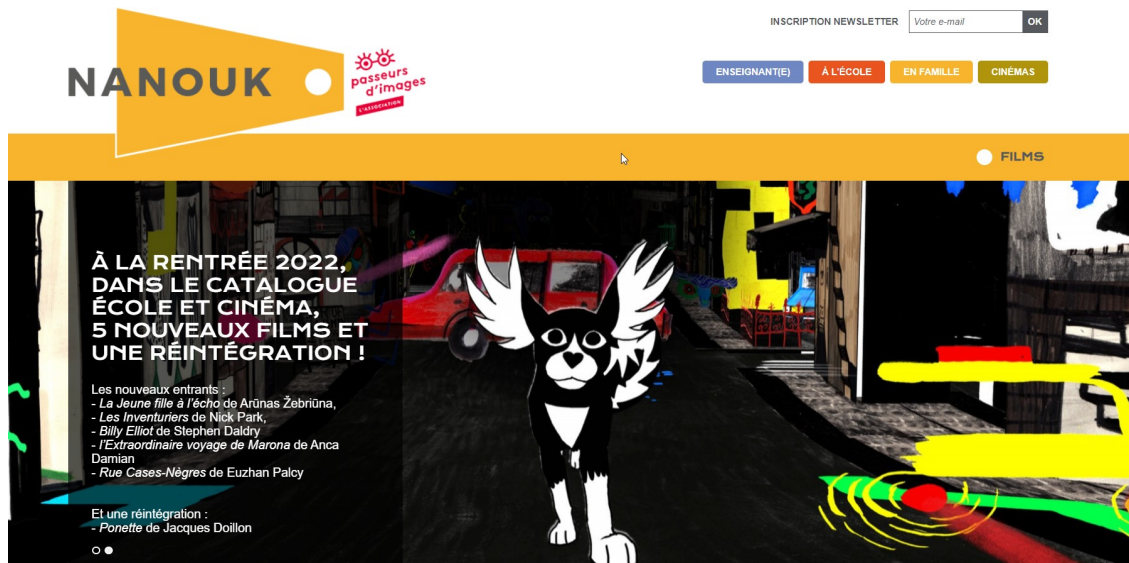 INSCRIPTION NEWSLETTER
Votre e-mail
OK
NANOUK
passeurs
d'images
L'ASSOCIATION
ENSEIGNANT(E)
À L'ÉCOLE
EN FAMILLE
CINÉMAS
FILMS
À LA RENTRÉE 2022,
DANS LE CATALOGUE
ÉCOLE ET CINÉMA,
5 NOUVEAUX FILMS ET
UNE RÉINTÉGRATION !
Les nouveaux entrants :
- La Jeune fille à l'écho de Arūnas Žebriūna,
- Les Inventuriers de Nick Park,
- Billy Elliot de Stephen Daldry
- l'Extraordinaire voyage de Marona de Anca
Damian
- Rue Cases-Nègres de Euzhan Palcy
Et une réintégration :
- Ponette de Jacques Doillon